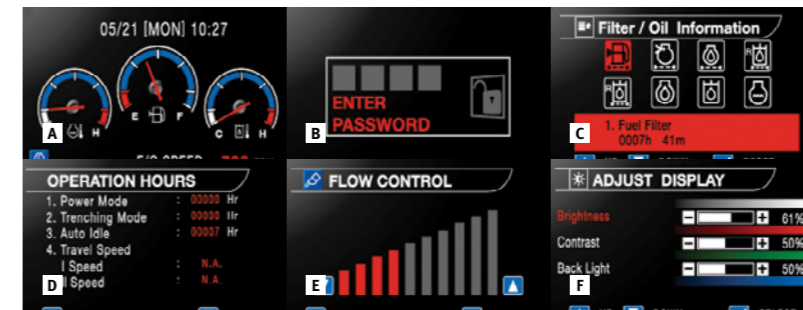 05/21 [MON] 10:27
E F
H
C H
A
ENTER
PASSWORD
B
Filter / Oil Information
R
R
1. Fuel Filter
0007h 41m
C
OPERATION HOURS
1. Power Mode : 00000 Hr
2. Trenching Mode : 00000 Hr
3. Auto Idle : 00007 Hr
4. Travel Speed
I Speed : N.A.
Speed : N.A.
D
FLOW CONTROL
E
ADJUST DISPLAY
Brightness 61%
Contrast 50%
Back Light 50%
F